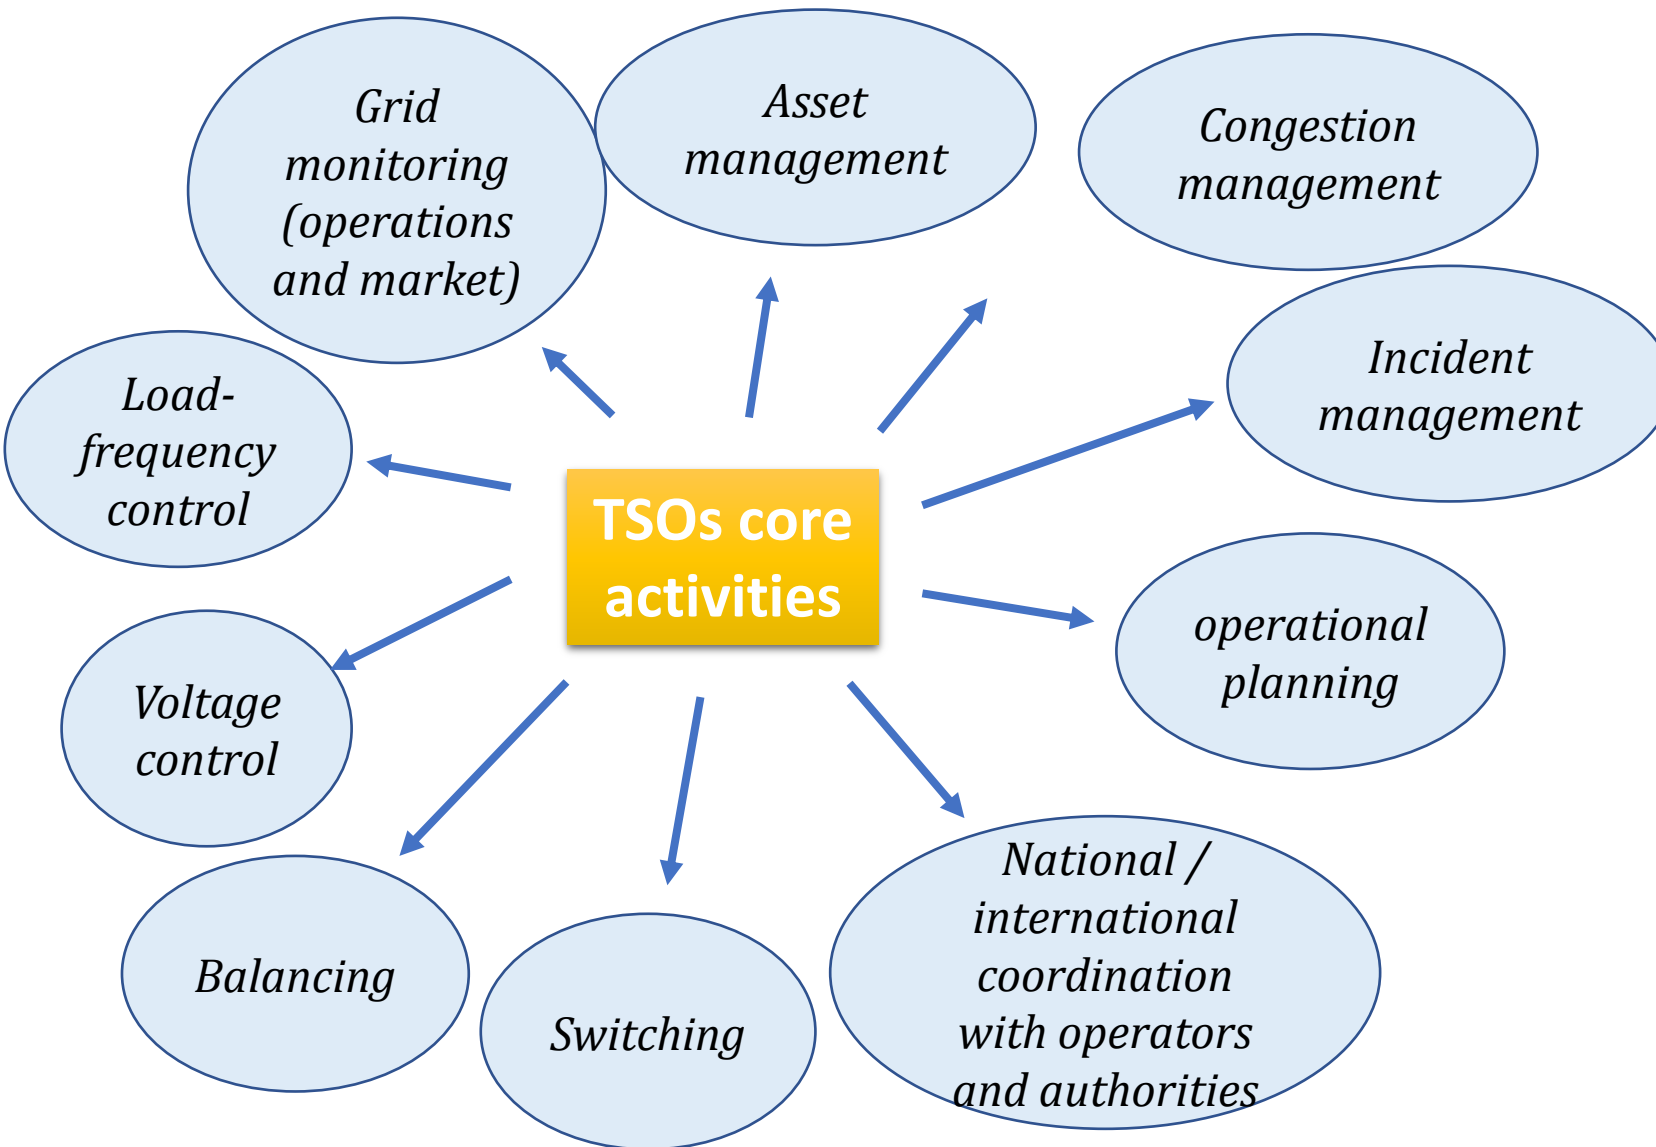 Grid
monitoring
(operations
and market)
Asset
management
Congestion
management
Incident
management
Load-
frequency
control
TSOs core
activities
operational
planning
Voltage
control
National /
international
coordination
with operators
and authorities
Balancing
Switching